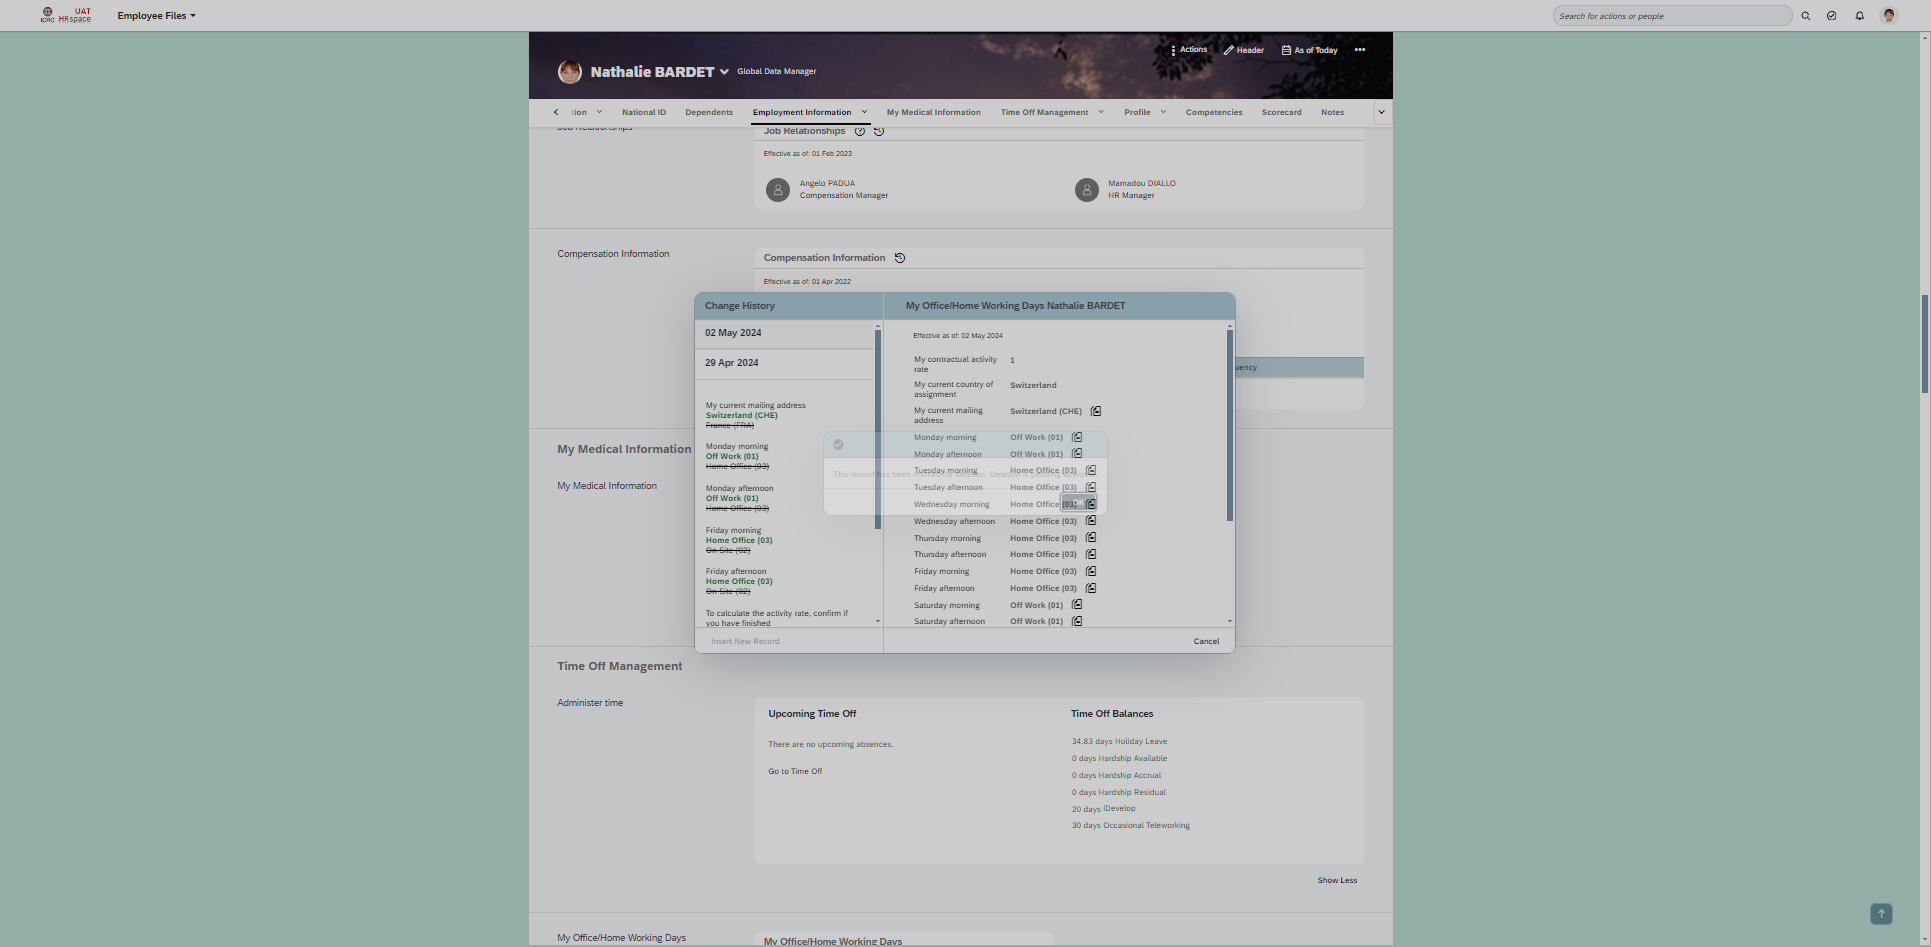 ICRC
UAT
HRspace
Employee Files
Search for actions or people
Actions
Header
As of Today
Nathalie BARDET
Global Data Manager
tion
National ID
Dependents
Employment Information
My Medical Information
Time Off Management
Profile
Competencies
Scorecard
Notes
Job Relationships
Job Relationships
Effective as of: 01 Feb 2023
Angelo PADUA
Compensation Manager
Mamadou DIALLO
HR Manager
Compensation Information
Compensation Information
Effective as of: 01 Apr 2022
uency
Change History
02 May 2024
29 Apr 2024
My current mailing address
Switzerland (CHE)
France (FRA)
Monday morning
Off Work (01)
Home Office (03)
Monday afternoon
Off Work (01)
Home Office (03)
Friday morning
Home Office (03)
On Site (02)
Friday afternoon
Home Office (03)
On Site (02)
To calculate the activity rate, confirm if
you have finished
Insert New Record
My Office/Home Working Days Nathalie BARDET
Effective as of: 02 May 2024
My contractual activity
rate
1
My current country of
assignment
Switzerland
My current mailing
address
Switzerland (CHE)
Monday morning
Off Work (01)
Monday afternoon
Off Work (01)
Tuesday morning
Home Office (03)
Tuesday afternoon
Home Office (03)
Wednesday morning
Home Office (03)
Wednesday afternoon
Home Office (03)
Thursday morning
Home Office (03)
Thursday afternoon
Home Office (03)
Friday morning
Home Office (03)
Friday afternoon
Home Office (03)
Saturday morning
Off Work (01)
Saturday afternoon
Off Work (01)
Cancel
This record has been
deletion. Deletion is pending
My Medical Information
My Medical Information
Time Off Management
Administer time
Upcoming Time Off
There are no upcoming absences.
Go to Time Off
Time Off Balances
34.83 days Holiday Leave
0 days Hardship Available
0 days Hardship Accrual
0 days Hardship Residual
20 days iDevelop
30 days Occasional Teleworking
Show Less
My Office/Home Working Days
My Office/Home Working Days